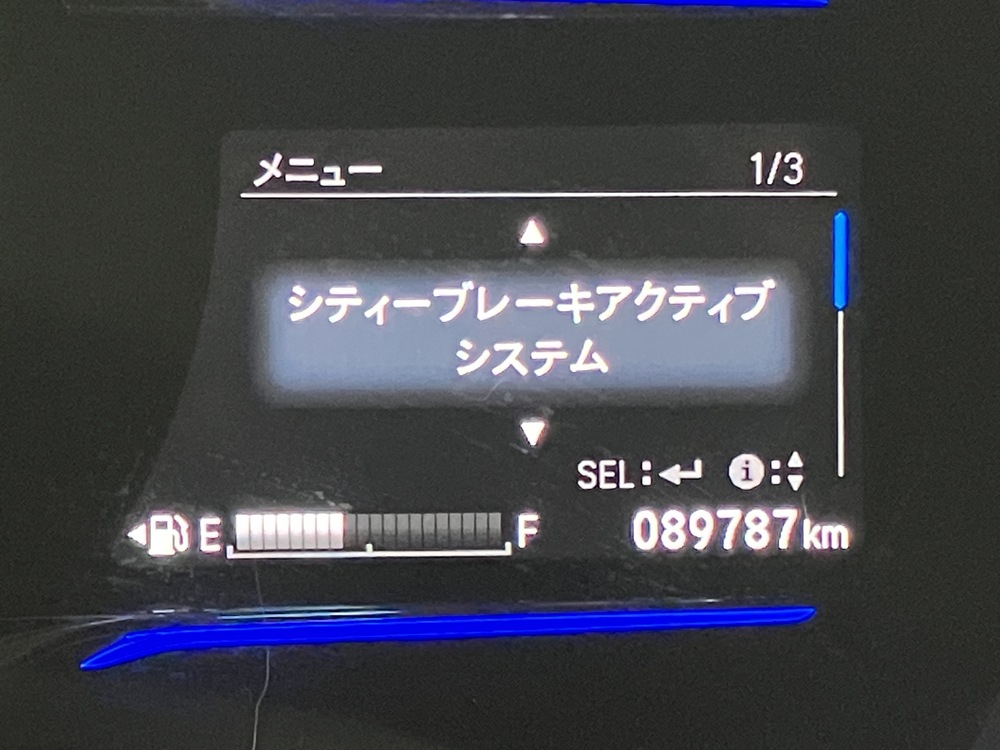 メニュー 1/3
シティーブレーキアクティブ
システム
SEL: i:
E F 089787km